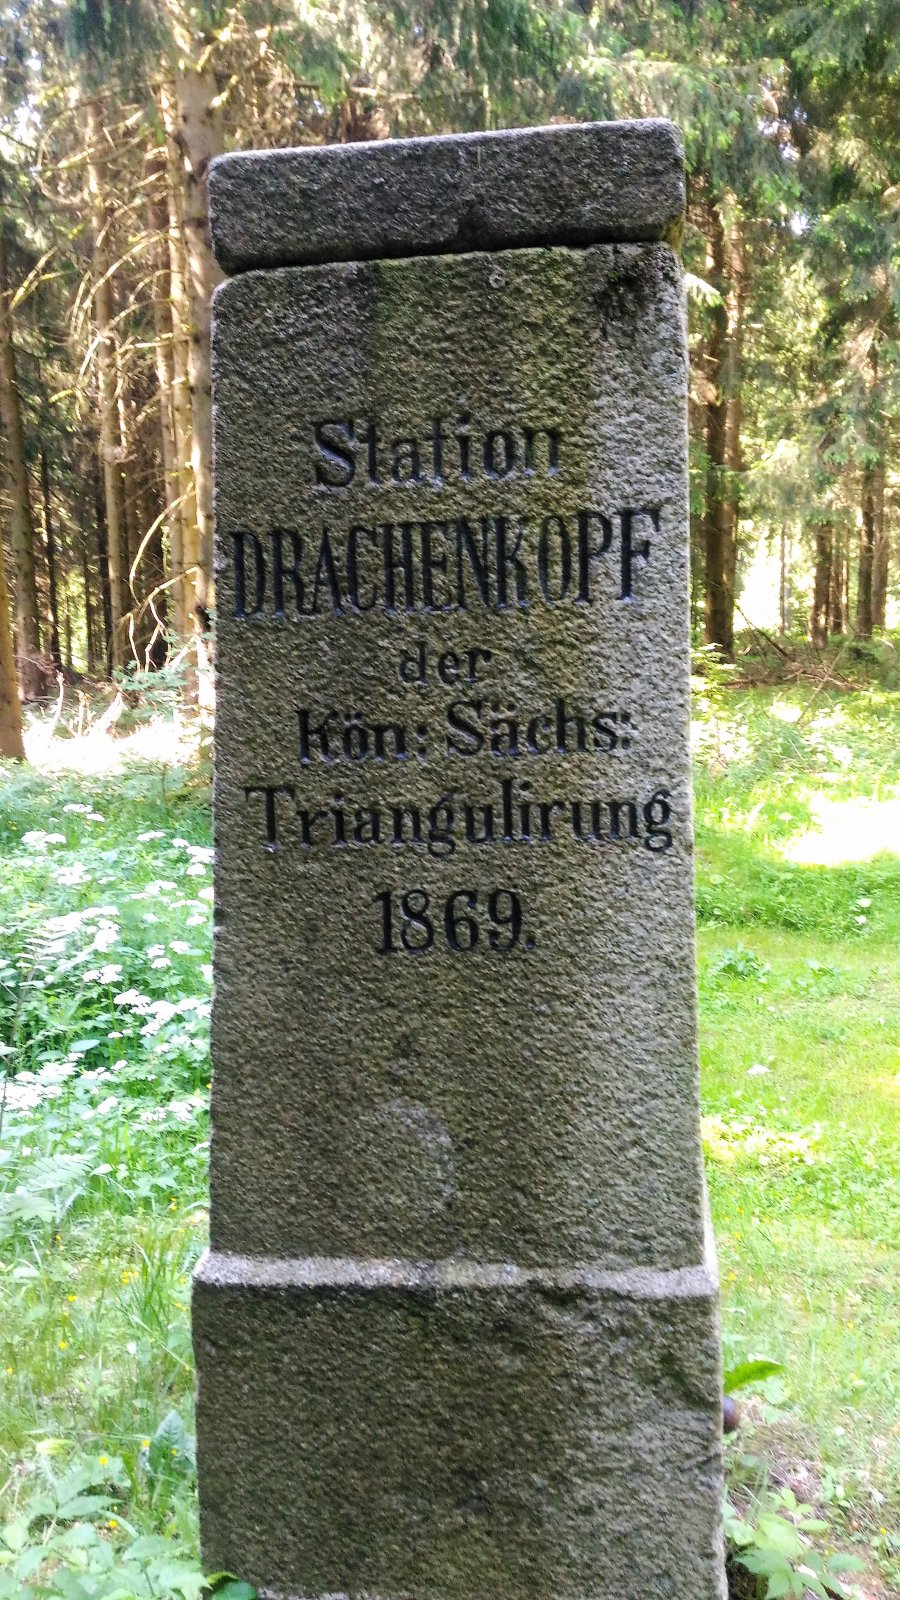 Station
DRACHENKOPF
der
Kön: Sächs:
Triangulirung
1869.